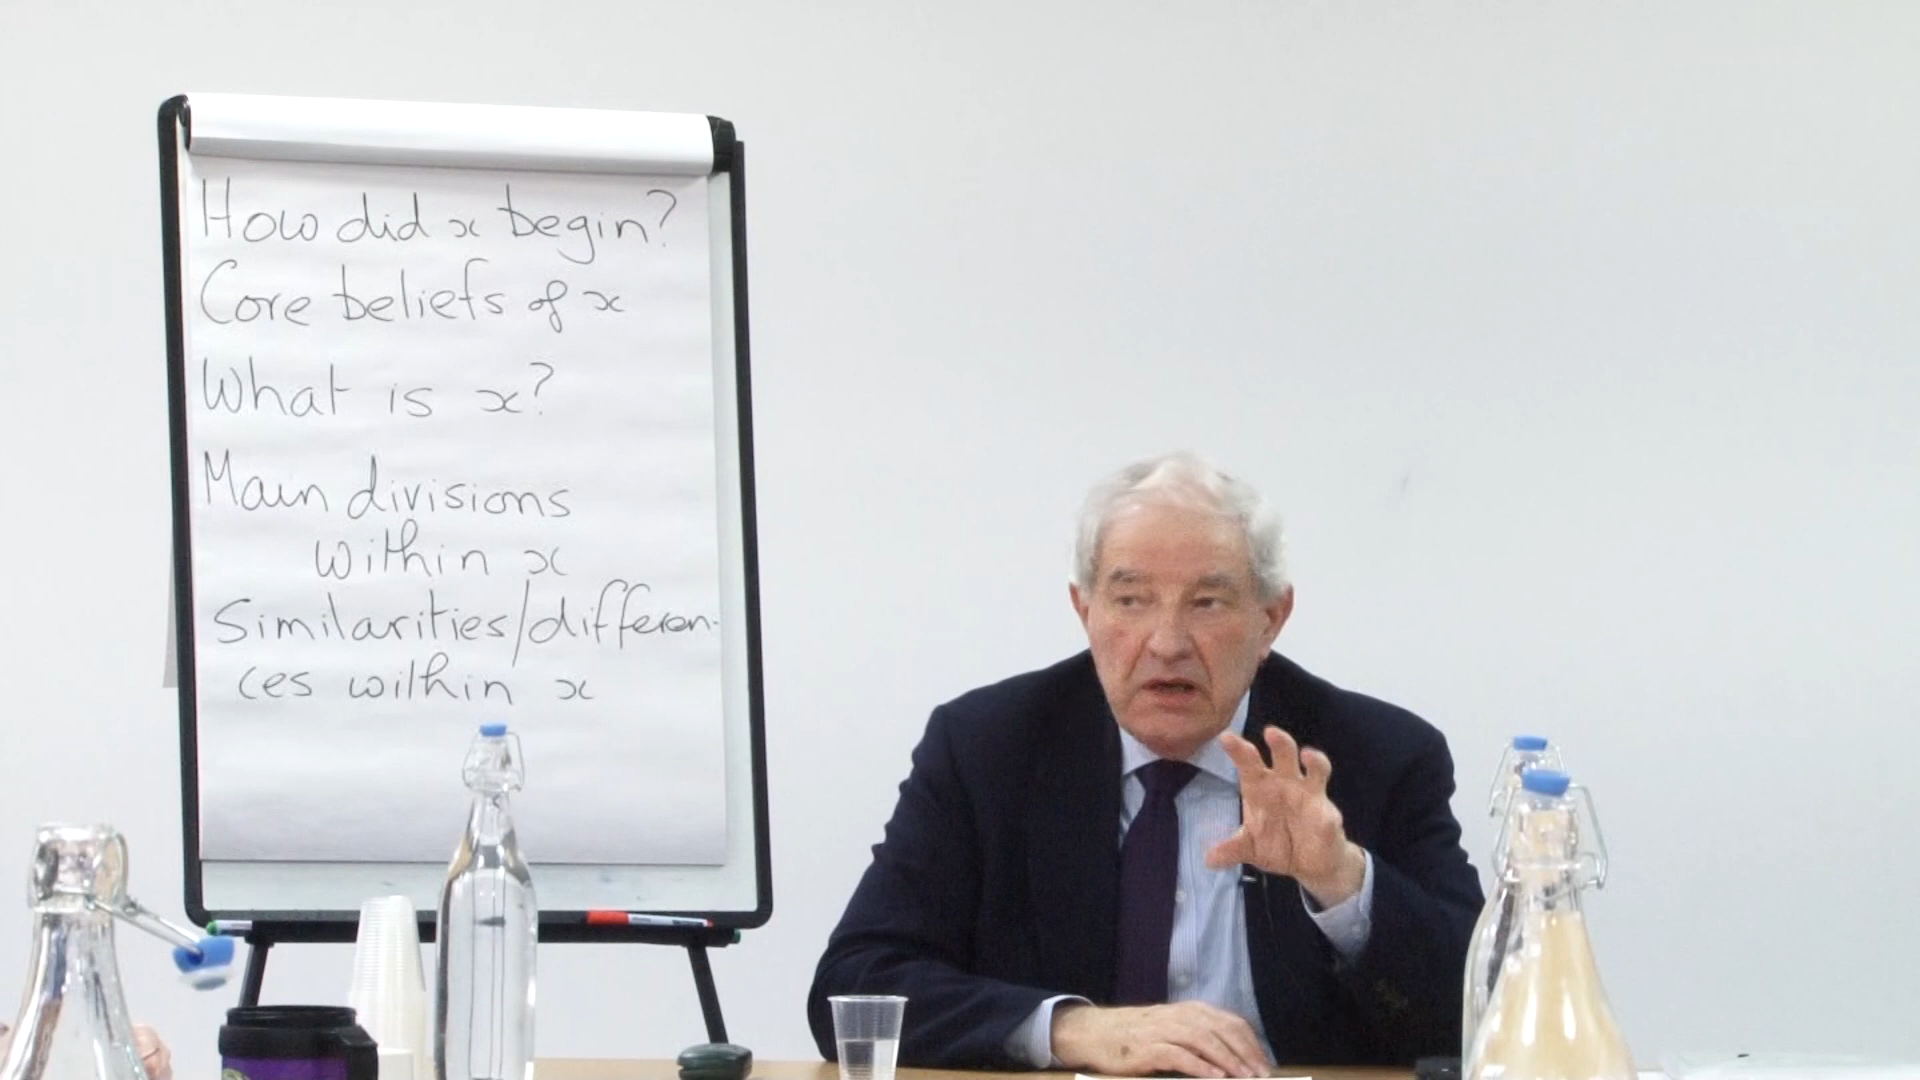 How did x begin?
Core beliefs of x
What is x?
Main divisions
within x
Similarities/differen-
ces within x